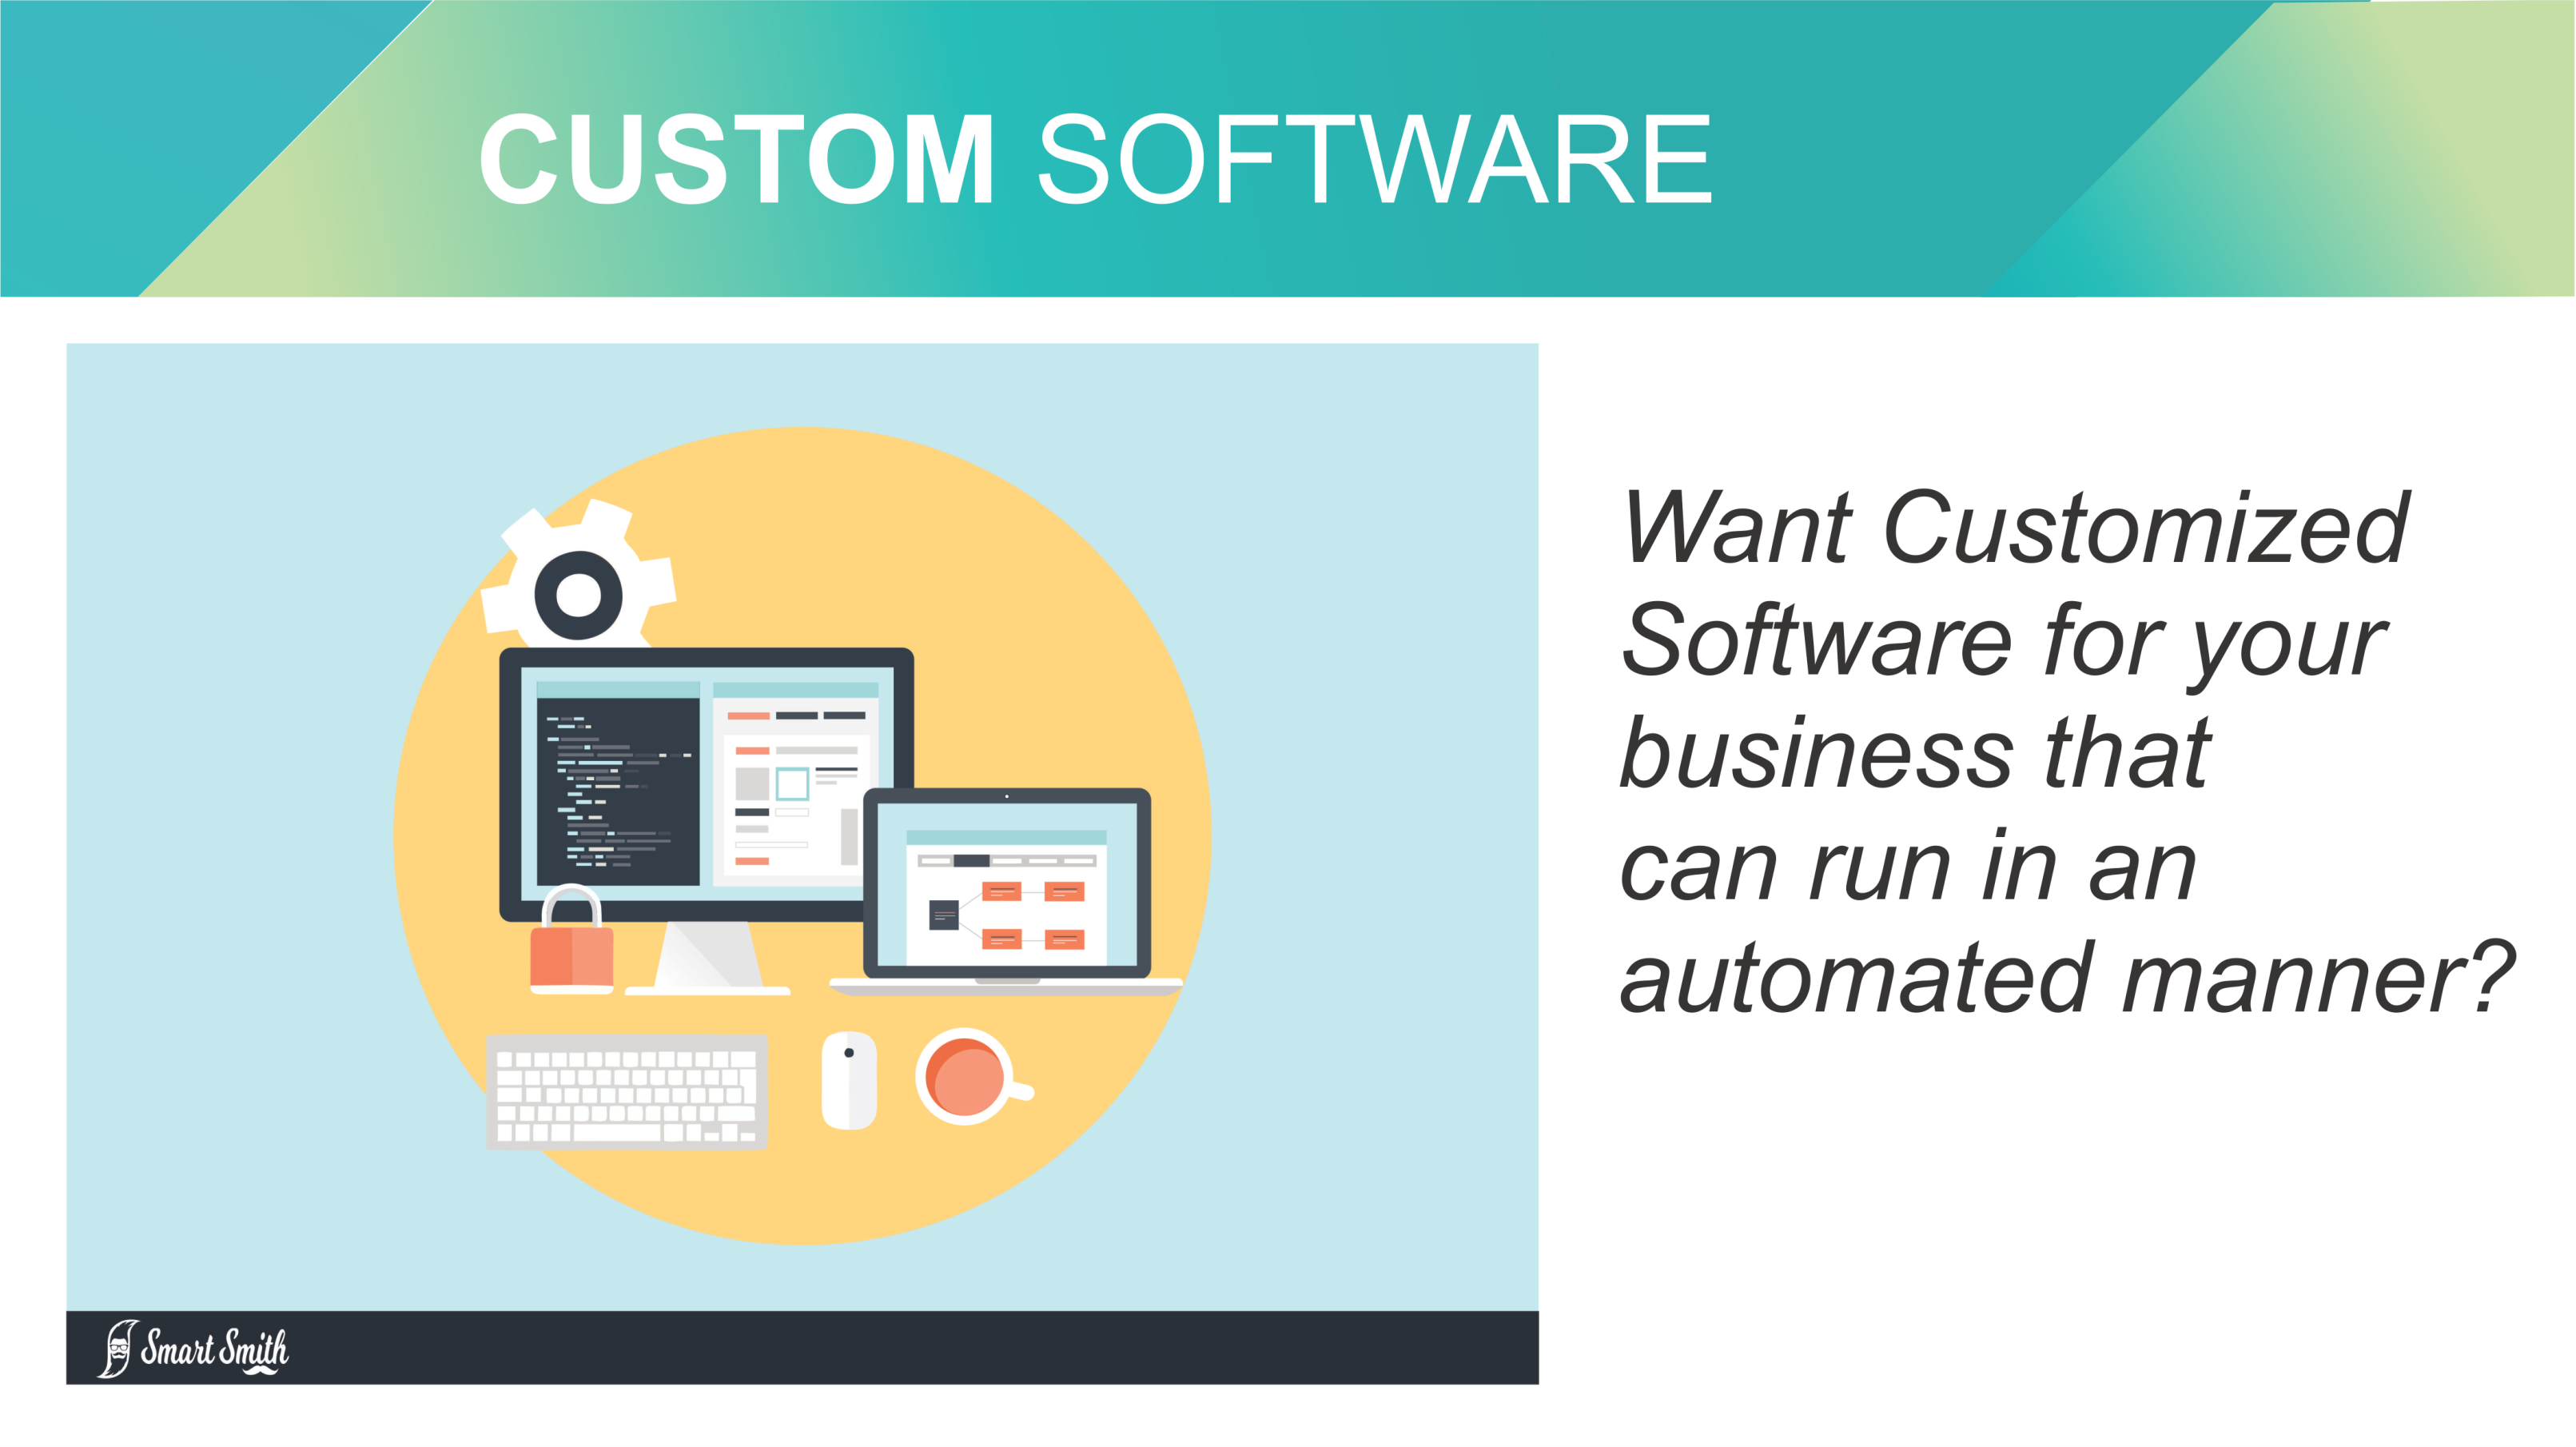 CUSTOM SOFTWARE
Want Customized
Software for your
business that
can run in an
automated manner?
Smart Smith